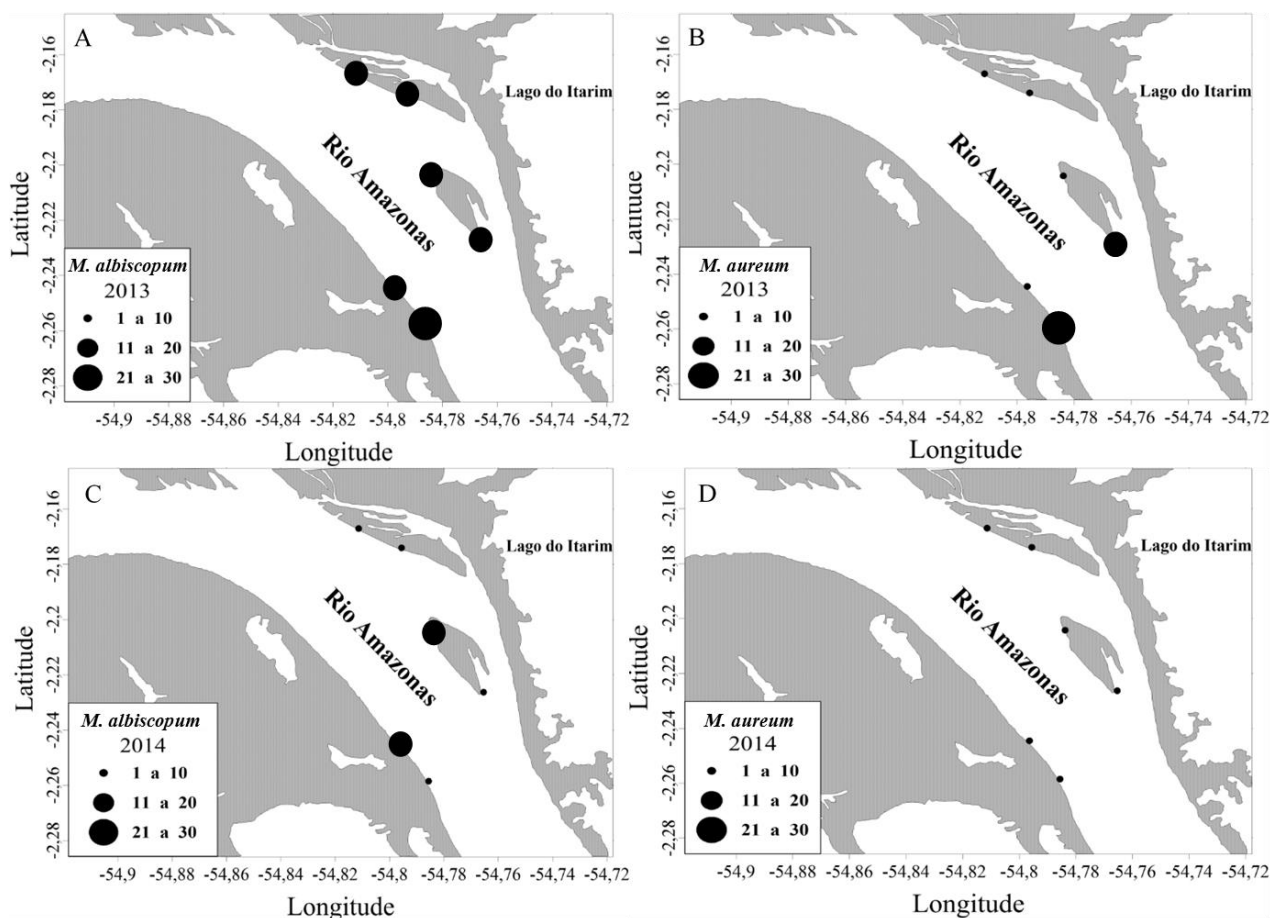 A
-2,16
-2,18
-2,2
-2,22
-2,24
-2,26
-2,28
Latitude
Lago do Itarim
Rio Amazonas
M. albiscopum
2013
1 a 10
11 a 20
21 a 30
-54,9 -54,88 -54,86 -54,84 -54,82 -54,8 -54,78 -54,76 -54,74 -54,72
Longitude
B
-2,16
-2,18
-2,2
-2,22
-2,24
-2,26
-2,28
Latitude
Lago do Itarim
Rio Amazonas
M. aureum
2013
1 a 10
11 a 20
21 a 30
-54,9 -54,88 -54,86 -54,84 -54,82 -54,8 -54,78 -54,76 -54,74 -54,72
Longitude
C
-2,16
-2,18
-2,2
-2,22
-2,24
-2,26
-2,28
Latitude
Lago do Itarim
Rio Amazonas
M. albiscopum
2014
1 a 10
11 a 20
21 a 30
-54,9 -54,88 -54,86 -54,84 -54,82 -54,8 -54,78 -54,76 -54,74 -54,72
Longitude
D
-2,16
-2,18
-2,2
-2,22
-2,24
-2,26
-2,28
Latitude
Lago do Itarim
Rio Amazonas
M. aureum
2014
1 a 10
11 a 20
21 a 30
-54,9 -54,88 -54,86 -54,84 -54,82 -54,8 -54,78 -54,76 -54,74 -54,72
Longitude